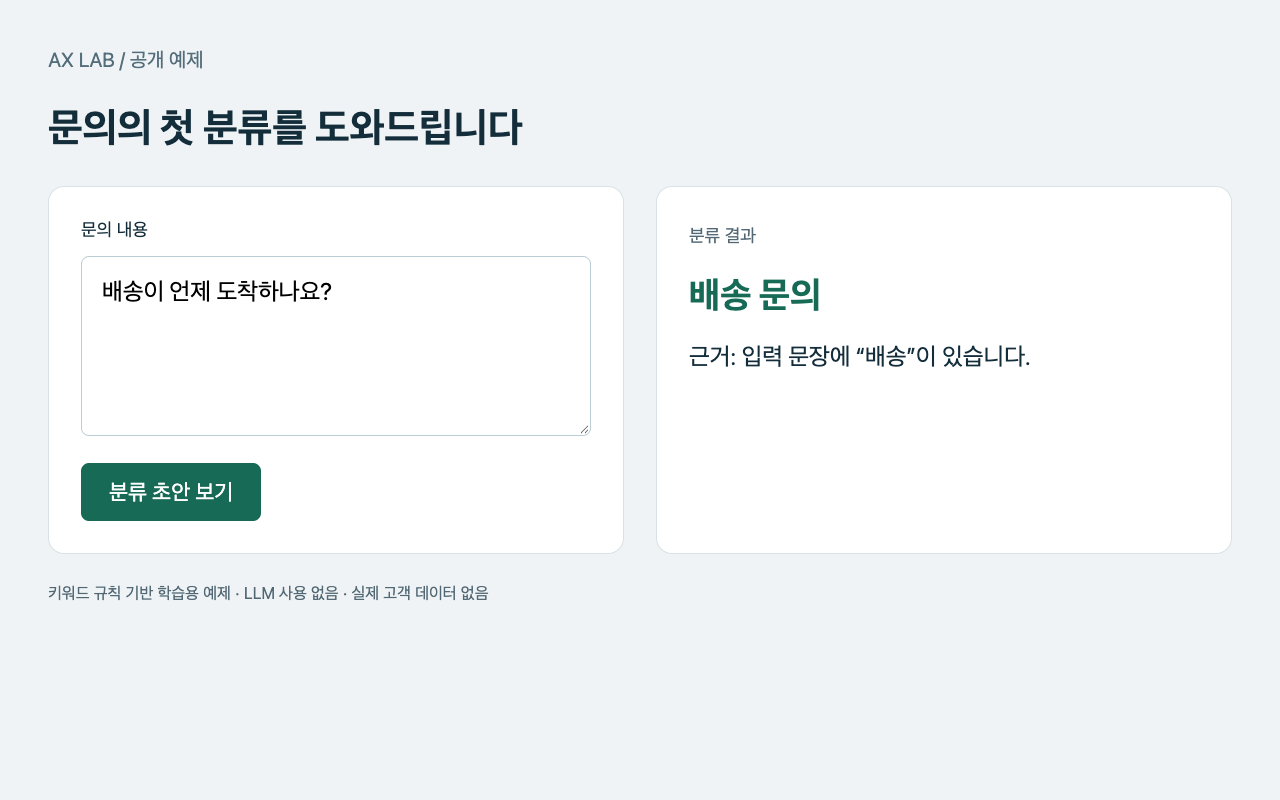 AX LAB / 공개 예제
문의의 첫 분류를 도와드립니다
문의 내용
배송이 언제 도착하나요?
분류 초안 보기
분류 결과
배송 문의
근거: 입력 문장에 “배송”이 있습니다.
키워드 규칙 기반 학습용 예제 · LLM 사용 없음 · 실제 고객 데이터 없음